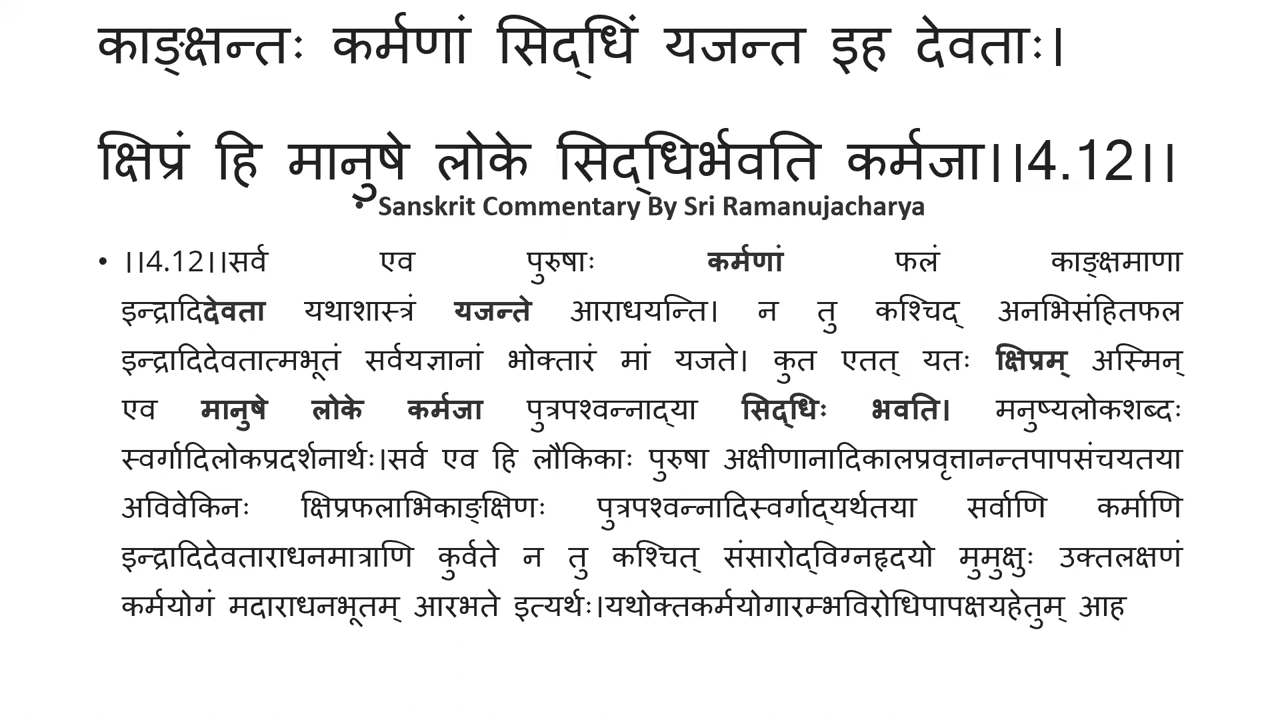 काङ्क्षन्तः कर्मणां सिद्धिं यजन्त इह देवताः।
क्षिप्रं हि मानुषे लोके सिद्धिर्भवति कर्मजा।।4.12।।
• Sanskrit Commentary By Sri Ramanujacharya
• ।।4.12।।सर्व एव पुरुषाः कर्मणां फलं काङ्क्षमाणा
इन्द्रादिदेवता यथाशास्त्रं यजन्ते आराधयन्ति। न तु कश्चिद् अनभिसंहितफल
इन्द्रादिदेवतात्मभूतं सर्वयज्ञानां भोक्तारं मां यजते। कुत एतत् यतः क्षिप्रम् अस्मिन्
एव मानुषे लोके कर्मजा पुत्रपश्वन्नाद्या सिद्धिः भवति। मनुष्यलोकशब्दः
स्वर्गादिलोकप्रदर्शनार्थः।सर्व एव हि लौकिकाः पुरुषा अक्षीणानादिकालप्रवृत्तानन्तपापसंचयतया
अविवेकिनः क्षिप्रफलाभिकाङ्क्षिणः पुत्रपश्वन्नादिस्वर्गाद्यर्थतया सर्वाणि कर्माणि
इन्द्रादिदेवताराधनमात्राणि कुर्वते न तु कश्चित् संसारोद्विग्नहृदयो मुमुक्षुः उक्तलक्षणं
कर्मयोगं मदाराधनभूतम् आरभते इत्यर्थः।यथोक्तकर्मयोगारम्भविरोधिपापक्षयहेतुम् आह